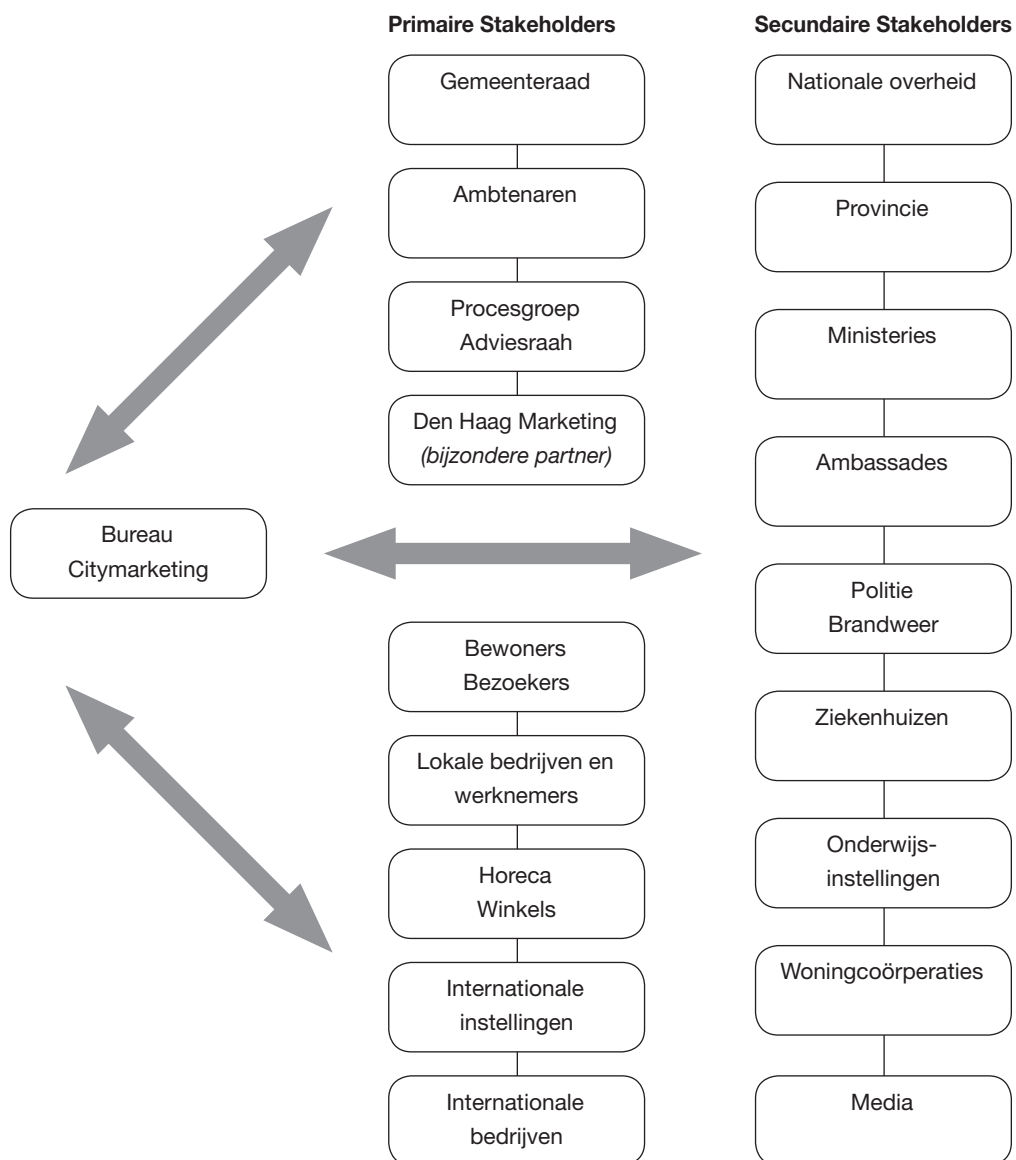 Primaire Stakeholders
Gemeenteraad
Ambtenaren
Procesgroep
Adviesraah
Den Haag Marketing
(bijzondere partner)
Bureau
Citymarketing
Bewoners
Bezoekers
Lokale bedrijven en
werknemers
Horeca
Winkels
Internationale
instellingen
Internationale
bedrijven
Secundaire Stakeholders
Nationale overheid
Provincie
Ministeries
Ambassades
Politie
Brandweer
Ziekenhuizen
Onderwijs-
instellingen
Woningcoörperaties
Media